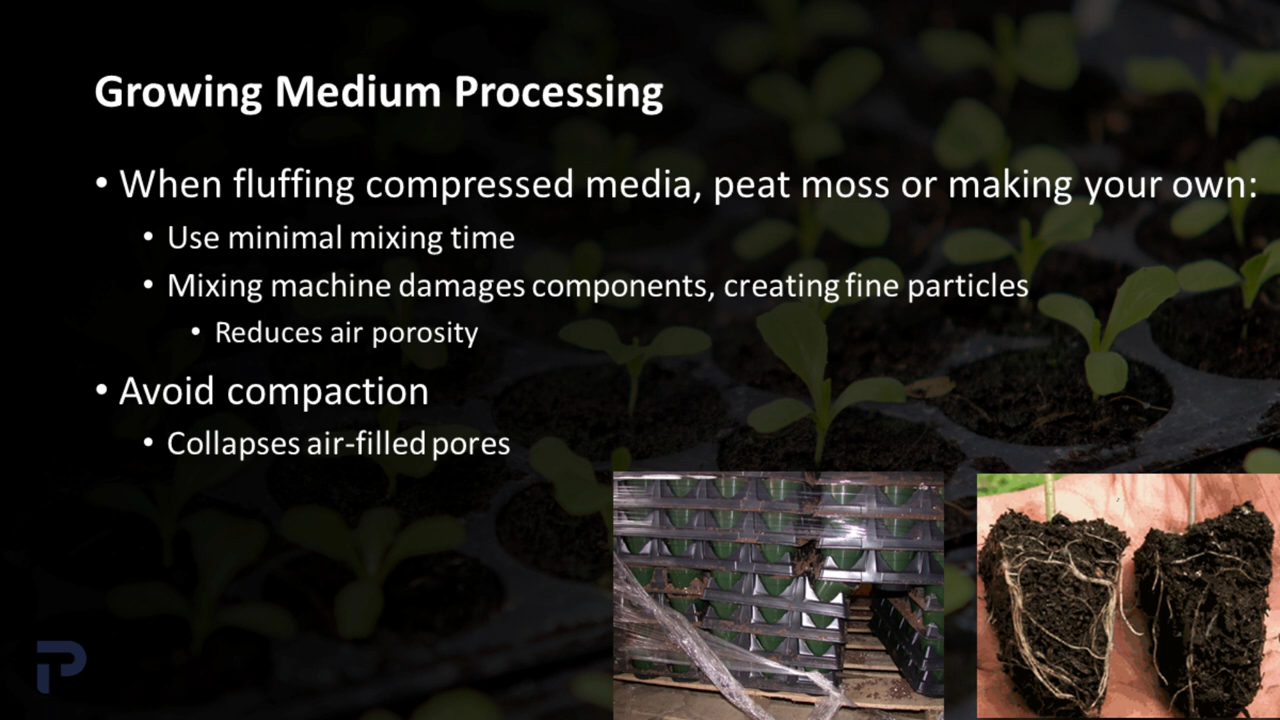 Growing Medium Processing
• When fluffing compressed media, peat moss or making your own:
• Use minimal mixing time
• Mixing machine damages components, creating fine particles
• Reduces air porosity
• Avoid compaction
• Collapses air-filled pores